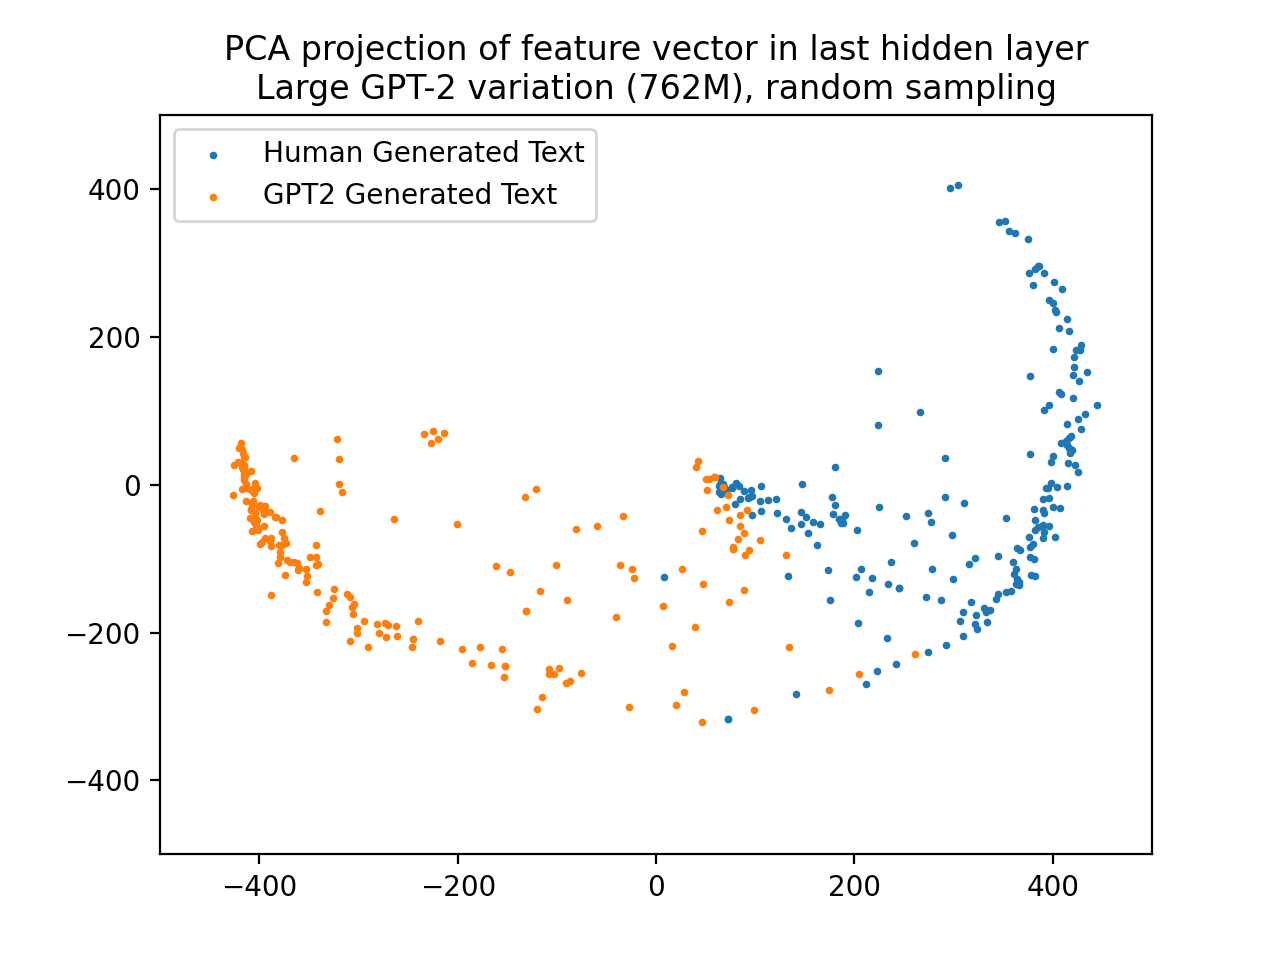 PCA projection of feature vector in last hidden layer
Large GPT-2 variation (762M), random sampling
Human Generated Text
GPT2 Generated Text
400
200
0
−200
−400
−400 −200 0 200 400